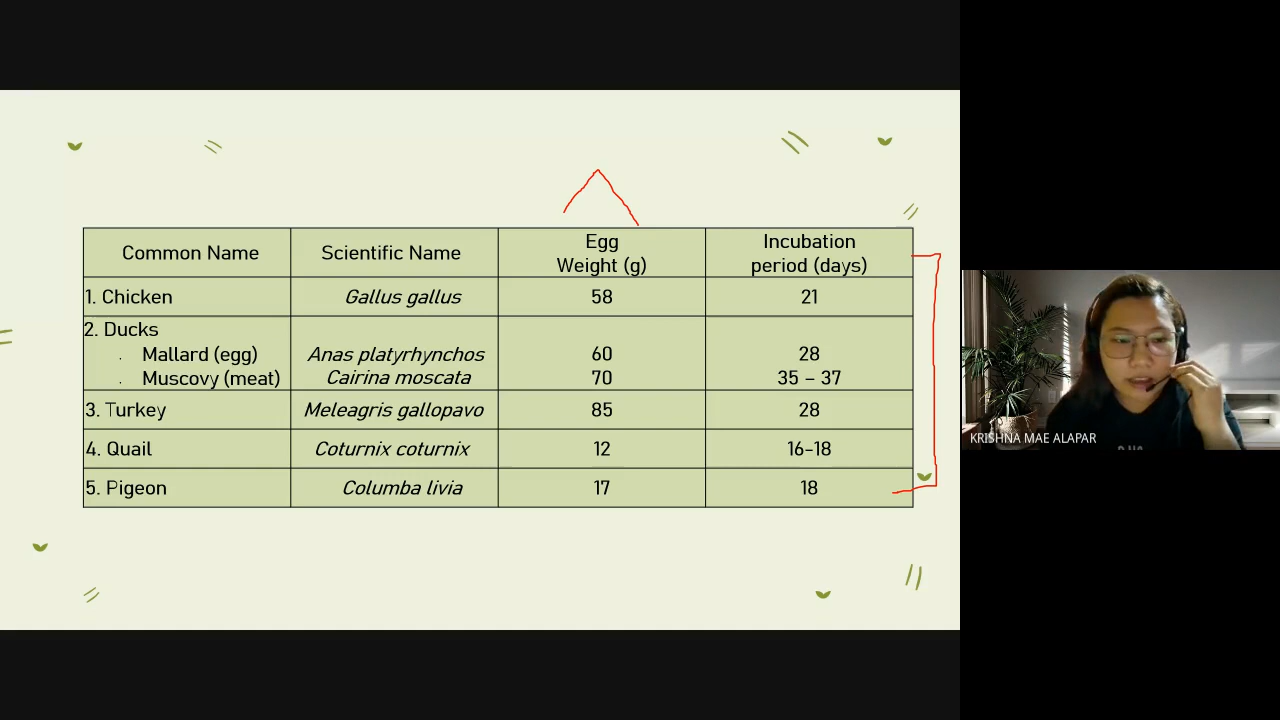 Common Name Scientific Name Egg Weight (g) Incubation period (days)
1. Chicken Gallus gallus 58 21
2. Ducks
. Mallard (egg) Anas platyrhynchos 60 28
. Muscovy (meat) Cairina moscata 70 35 – 37
3. Turkey Meleagris gallopavo 85 28
4. Quail Coturnix coturnix 12 16-18
5. Pigeon Columba livia 17 18
KRISHNA MAE ALAPAR